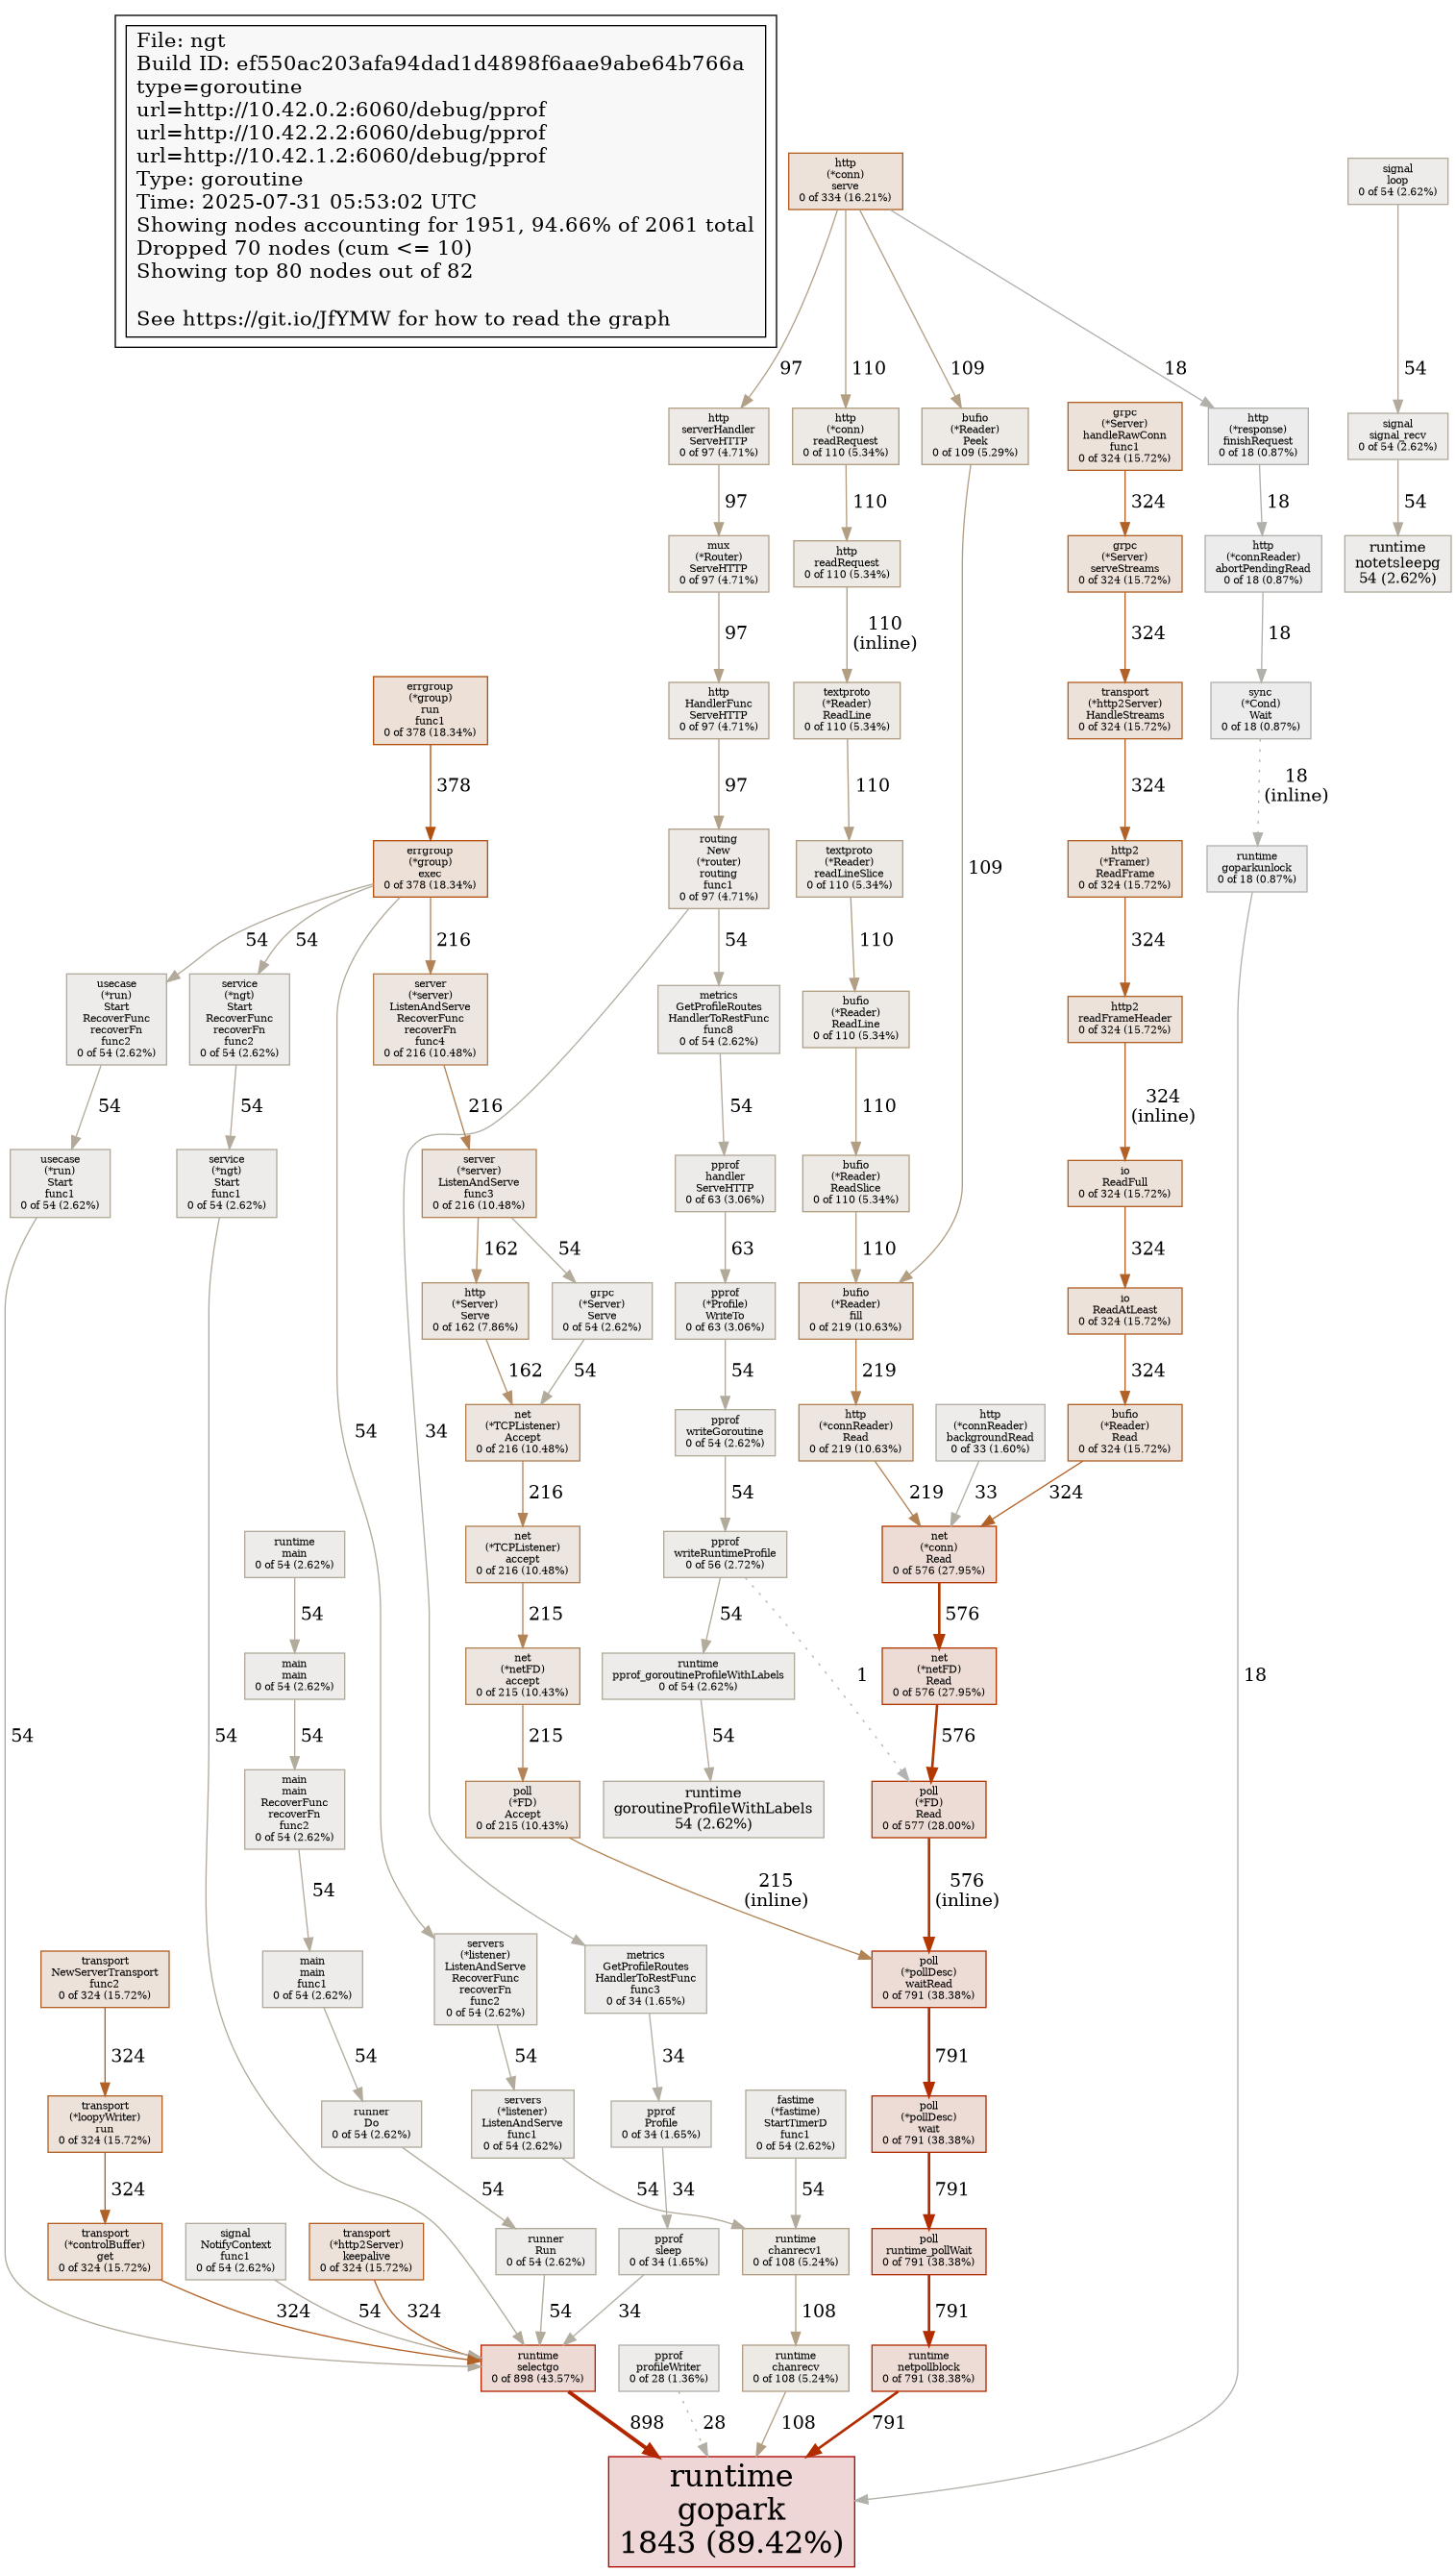 File: ngt
Build ID: ef550ac203afa94dad1d4898f6aae9abe64b766a
type=goroutine
url=http://10.42.0.2:6060/debug/pprof
url=http://10.42.2.2:6060/debug/pprof
url=http://10.42.1.2:6060/debug/pprof
Type: goroutine
Time: 2025-07-31 05:53:02 UTC
Showing nodes accounting for 1951, 94.66% of 2061 total
Dropped 70 nodes (cum <= 10)
Showing top 80 nodes out of 82
See https://git.io/JfYMW for how to read the graph
http
(*conn)
serve
0 of 334 (16.21%)
signal
loop
0 of 54 (2.62%)
97
110
109
18
54
http
serverHandler
ServeHTTP
0 of 97 (4.71%)
http
(*conn)
readRequest
0 of 110 (5.34%)
bufio
(*Reader)
Peek
0 of 109 (5.29%)
grpc
(*Server)
handleRawConn
func1
0 of 324 (15.72%)
http
(*response)
finishRequest
0 of 18 (0.87%)
signal
signal_recv
0 of 54 (2.62%)
97
110
324
18
54
mux
(*Router)
ServeHTTP
0 of 97 (4.71%)
http
readRequest
0 of 110 (5.34%)
grpc
(*Server)
serveStreams
0 of 324 (15.72%)
http
(*connReader)
abortPendingRead
0 of 18 (0.87%)
runtime
notetsleepg
54 (2.62%)
97
110
(inline)
324
18
errgroup
(*group)
run
func1
0 of 378 (18.34%)
http
HandlerFunc
ServeHTTP
0 of 97 (4.71%)
textproto
(*Reader)
ReadLine
0 of 110 (5.34%)
transport
(*http2Server)
HandleStreams
0 of 324 (15.72%)
sync
(*Cond)
Wait
0 of 18 (0.87%)
378
97
110
324
18
(inline)
errgroup
(*group)
exec
0 of 378 (18.34%)
routing
New
(*router)
routing
func1
0 of 97 (4.71%)
textproto
(*Reader)
readLineSlice
0 of 110 (5.34%)
109
http2
(*Framer)
ReadFrame
0 of 324 (15.72%)
runtime
goparkunlock
0 of 18 (0.87%)
54
54
216
54
110
324
usecase
(*run)
Start
RecoverFunc
recoverFn
func2
0 of 54 (2.62%)
service
(*ngt)
Start
RecoverFunc
recoverFn
func2
0 of 54 (2.62%)
server
(*server)
ListenAndServe
RecoverFunc
recoverFn
func4
0 of 216 (10.48%)
metrics
GetProfileRoutes
HandlerToRestFunc
func8
0 of 54 (2.62%)
bufio
(*Reader)
ReadLine
0 of 110 (5.34%)
http2
readFrameHeader
0 of 324 (15.72%)
54
54
216
54
110
324
(inline)
usecase
(*run)
Start
func1
0 of 54 (2.62%)
service
(*ngt)
Start
func1
0 of 54 (2.62%)
server
(*server)
ListenAndServe
func3
0 of 216 (10.48%)
pprof
handler
ServeHTTP
0 of 63 (3.06%)
bufio
(*Reader)
ReadSlice
0 of 110 (5.34%)
io
ReadFull
0 of 324 (15.72%)
162
54
63
110
324
http
(*Server)
Serve
0 of 162 (7.86%)
grpc
(*Server)
Serve
0 of 54 (2.62%)
pprof
(*Profile)
WriteTo
0 of 63 (3.06%)
bufio
(*Reader)
fill
0 of 219 (10.63%)
io
ReadAtLeast
0 of 324 (15.72%)
162
54
54
219
324
54
34
net
(*TCPListener)
Accept
0 of 216 (10.48%)
pprof
writeGoroutine
0 of 54 (2.62%)
http
(*connReader)
Read
0 of 219 (10.63%)
http
(*connReader)
backgroundRead
0 of 33 (1.60%)
bufio
(*Reader)
Read
0 of 324 (15.72%)
216
54
219
33
324
runtime
main
0 of 54 (2.62%)
net
(*TCPListener)
accept
0 of 216 (10.48%)
pprof
writeRuntimeProfile
0 of 56 (2.72%)
net
(*conn)
Read
0 of 576 (27.95%)
54
215
54
576
main
main
0 of 54 (2.62%)
net
(*netFD)
accept
0 of 215 (10.43%)
runtime
pprof_goroutineProfileWithLabels
0 of 54 (2.62%)
1
net
(*netFD)
Read
0 of 576 (27.95%)
18
54
54
54
215
54
576
main
main
RecoverFunc
recoverFn
func2
0 of 54 (2.62%)
poll
(*FD)
Accept
0 of 215 (10.43%)
runtime
goroutineProfileWithLabels
54 (2.62%)
poll
(*FD)
Read
0 of 577 (28.00%)
54
215
(inline)
576
(inline)
transport
NewServerTransport
func2
0 of 324 (15.72%)
main
main
func1
0 of 54 (2.62%)
servers
(*listener)
ListenAndServe
RecoverFunc
recoverFn
func2
0 of 54 (2.62%)
metrics
GetProfileRoutes
HandlerToRestFunc
func3
0 of 34 (1.65%)
poll
(*pollDesc)
waitRead
0 of 791 (38.38%)
324
54
54
34
791
transport
(*loopyWriter)
run
0 of 324 (15.72%)
runner
Do
0 of 54 (2.62%)
servers
(*listener)
ListenAndServe
func1
0 of 54 (2.62%)
pprof
Profile
0 of 34 (1.65%)
fastime
(*fastime)
StartTimerD
func1
0 of 54 (2.62%)
poll
(*pollDesc)
wait
0 of 791 (38.38%)
324
54
54
34
54
791
transport
(*controlBuffer)
get
0 of 324 (15.72%)
signal
NotifyContext
func1
0 of 54 (2.62%)
transport
(*http2Server)
keepalive
0 of 324 (15.72%)
runner
Run
0 of 54 (2.62%)
pprof
sleep
0 of 34 (1.65%)
runtime
chanrecv1
0 of 108 (5.24%)
poll
runtime_pollWait
0 of 791 (38.38%)
324
54
324
54
34
108
791
runtime
selectgo
0 of 898 (43.57%)
pprof
profileWriter
0 of 28 (1.36%)
runtime
chanrecv
0 of 108 (5.24%)
runtime
netpollblock
0 of 791 (38.38%)
898
28
108
791
runtime
gopark
1843 (89.42%)